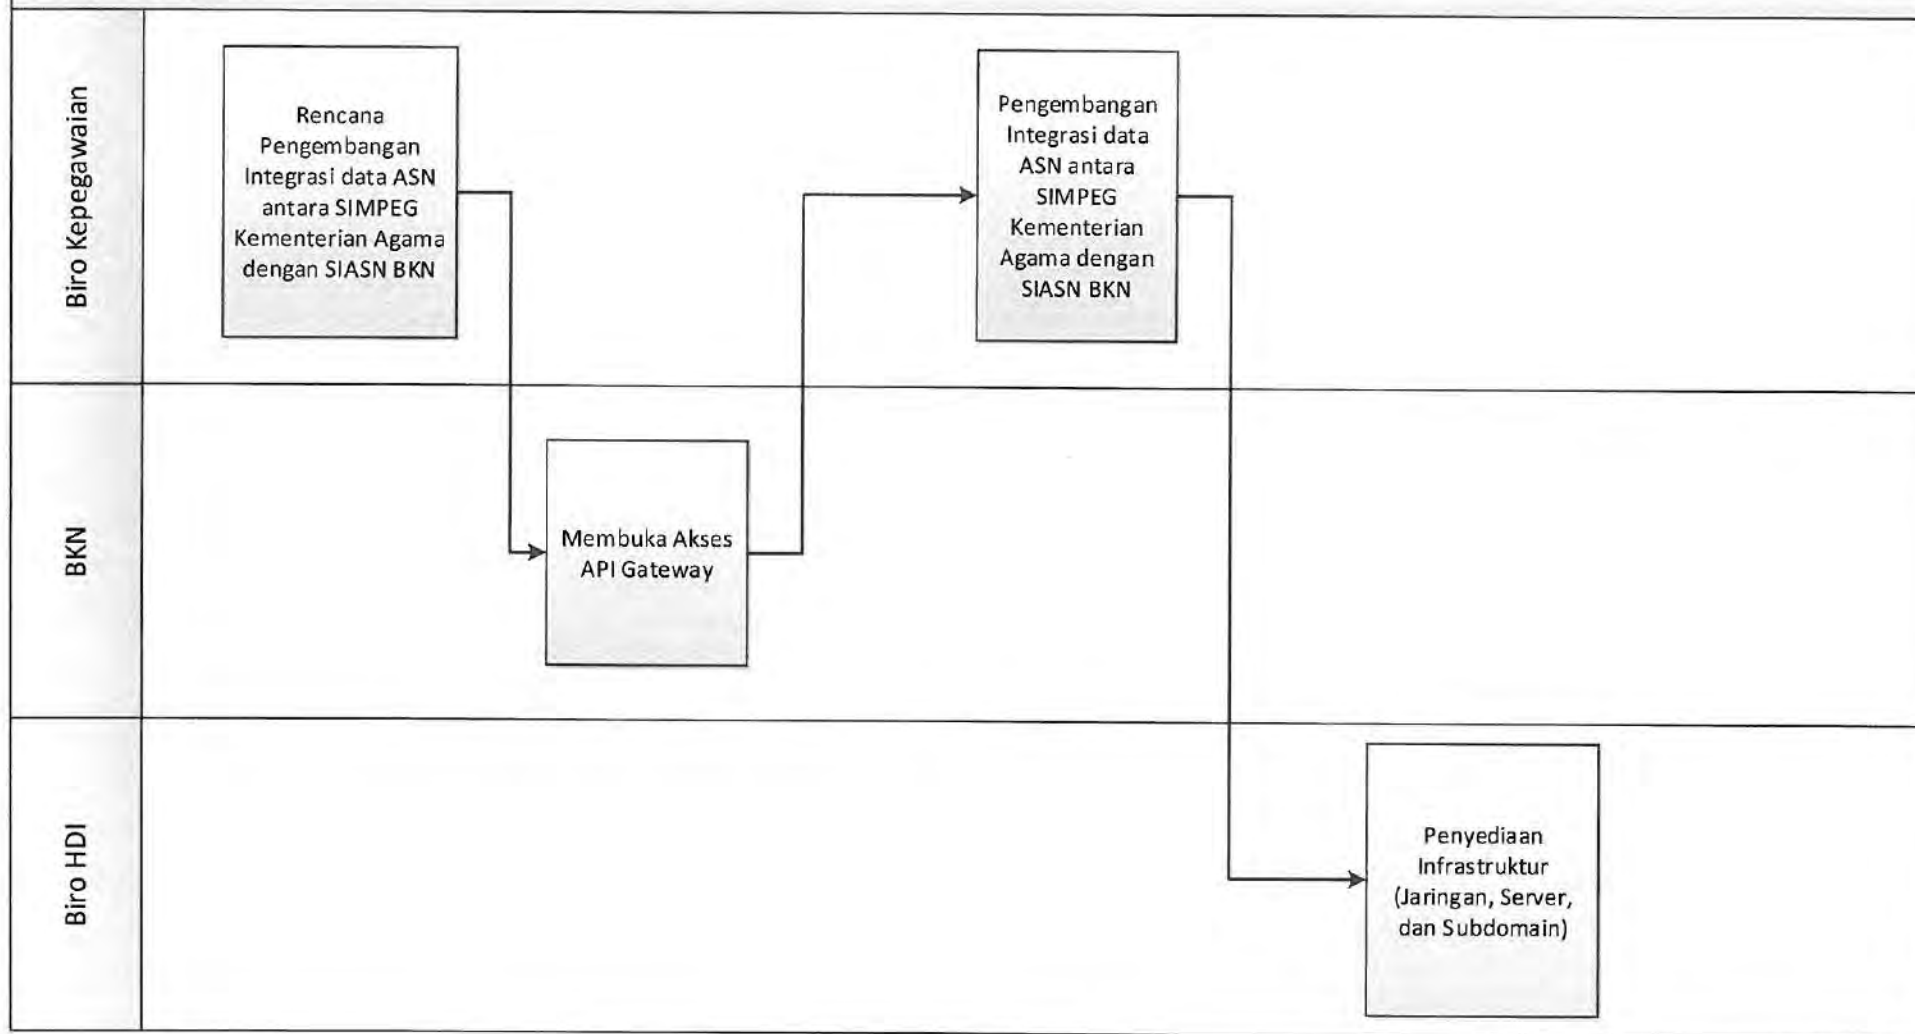 Biro Kepegawaian
Rencana
Pengembangan
Integrasi data ASN
antara SIMPEG
Kementerian Agama
dengan SIASN BKN
Pengembangan
Integrasi data
ASN antara
SIMPEG
Kementerian
Agama dengan
SIASN BKN
BKN
Membuka Akses
API Gateway
Biro HDI
Penyediaan
Infrastruktur
(Jaringan, Server,
dan Subdomain)